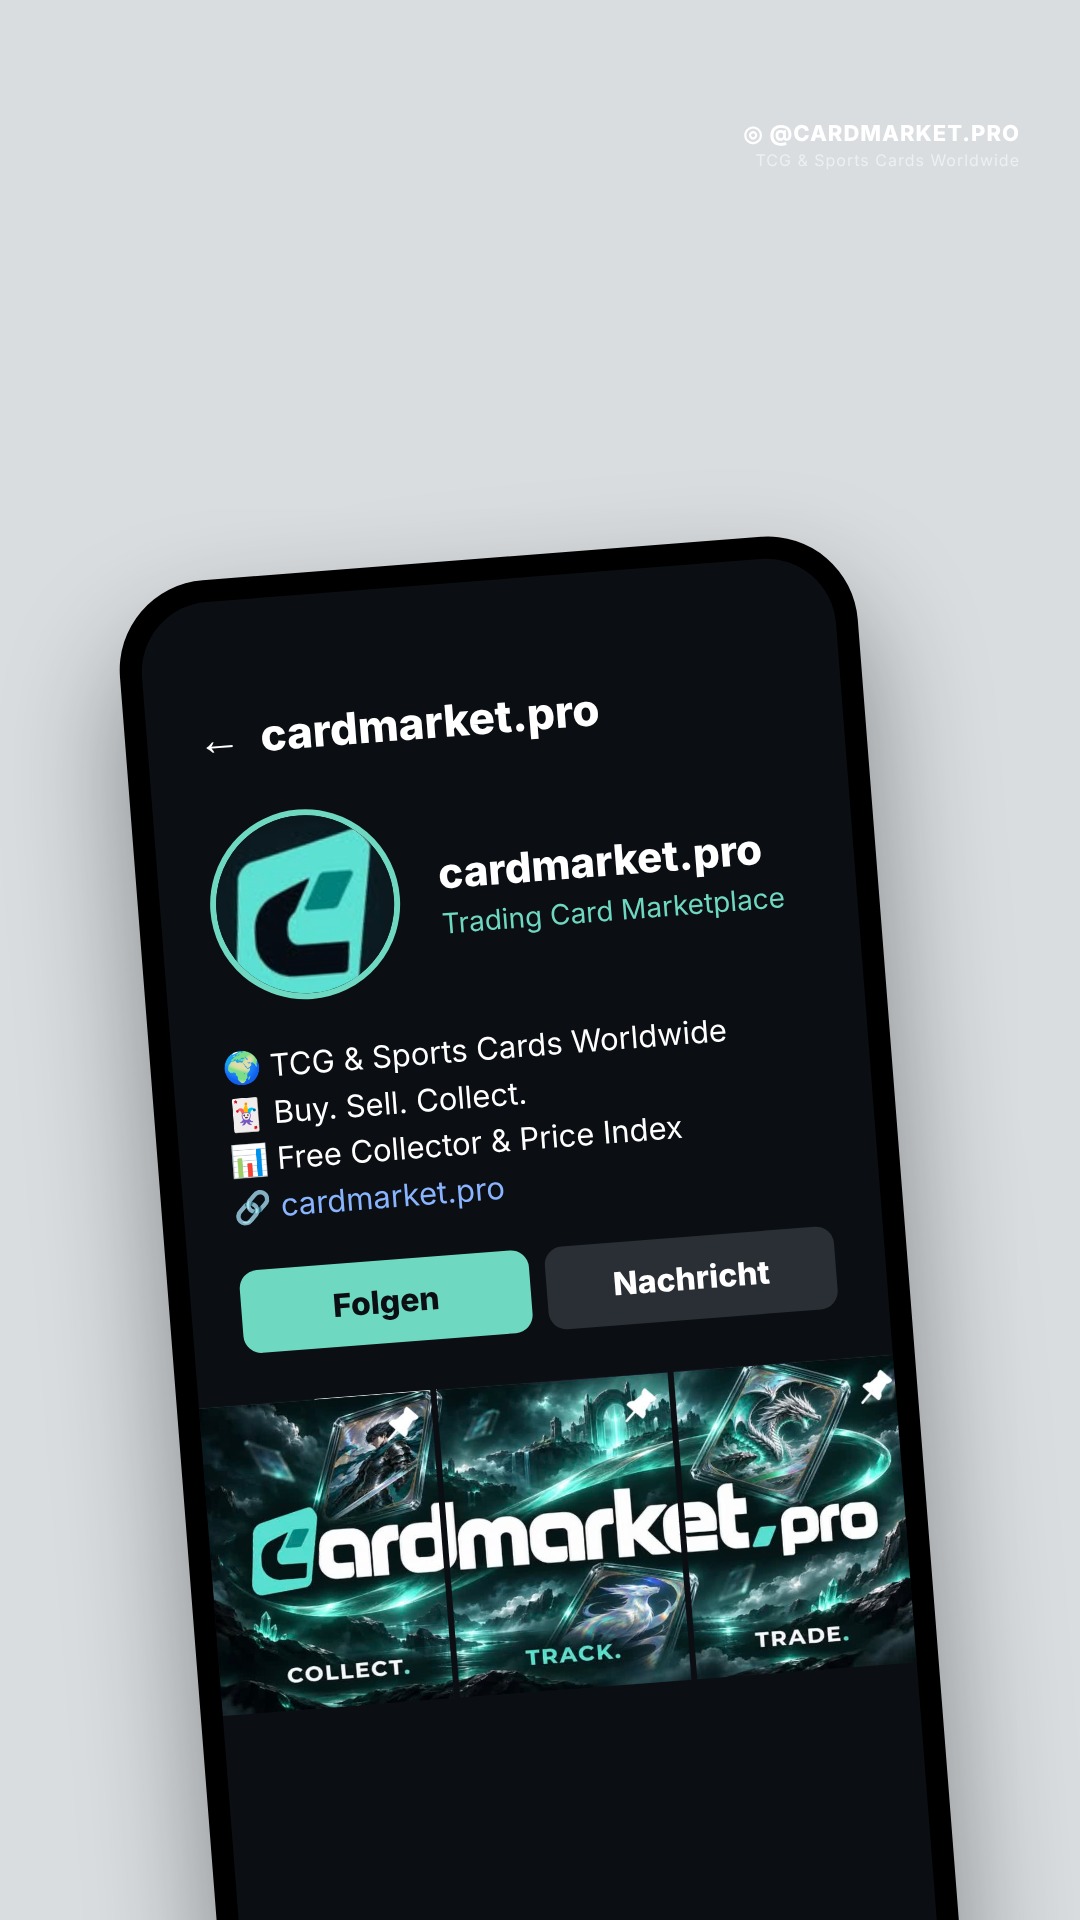 ◎ @CARDMARKET.PRO
TCG & Sports Cards Worldwide
← cardmarket.pro
cardmarket.pro
Trading Card Marketplace
🌍 TCG & Sports Cards Worldwide
🃏 Buy. Sell. Collect.
📊 Free Collector & Price Index
🔗 cardmarket.pro
Folgen
Nachricht
Cardmarket.pro
COLLECT.
TRACK.
TRADE.